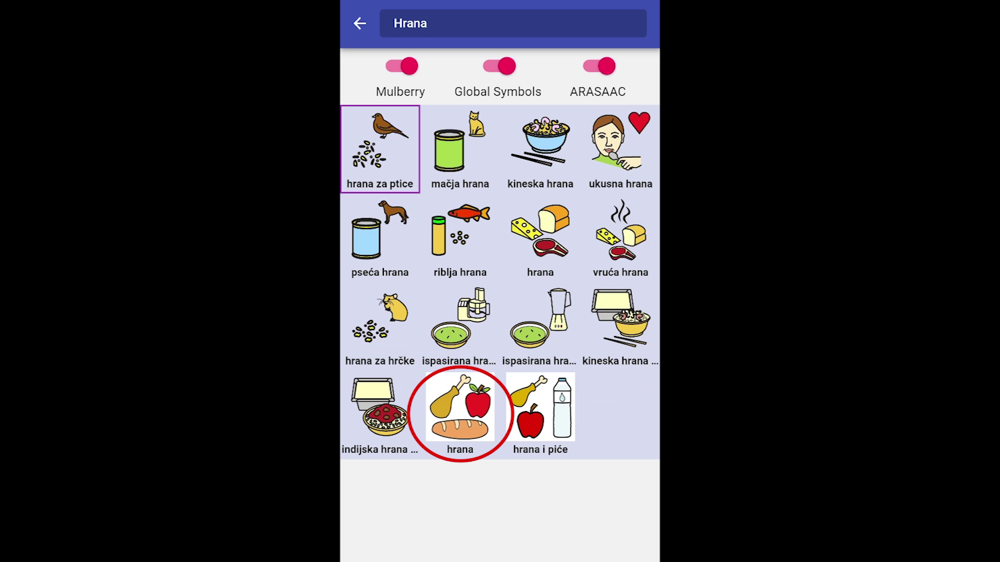 Hrana
Mulberry Global Symbols ARASAAC
hrana za ptice mačja hrana kineska hrana ukusna hrana
pseća hrana riblja hrana hrana vruća hrana
hrana za hrčke ispasirana hra... ispasirana hra... kineska hrana ...
indijska hrana ... hrana hrana i piće